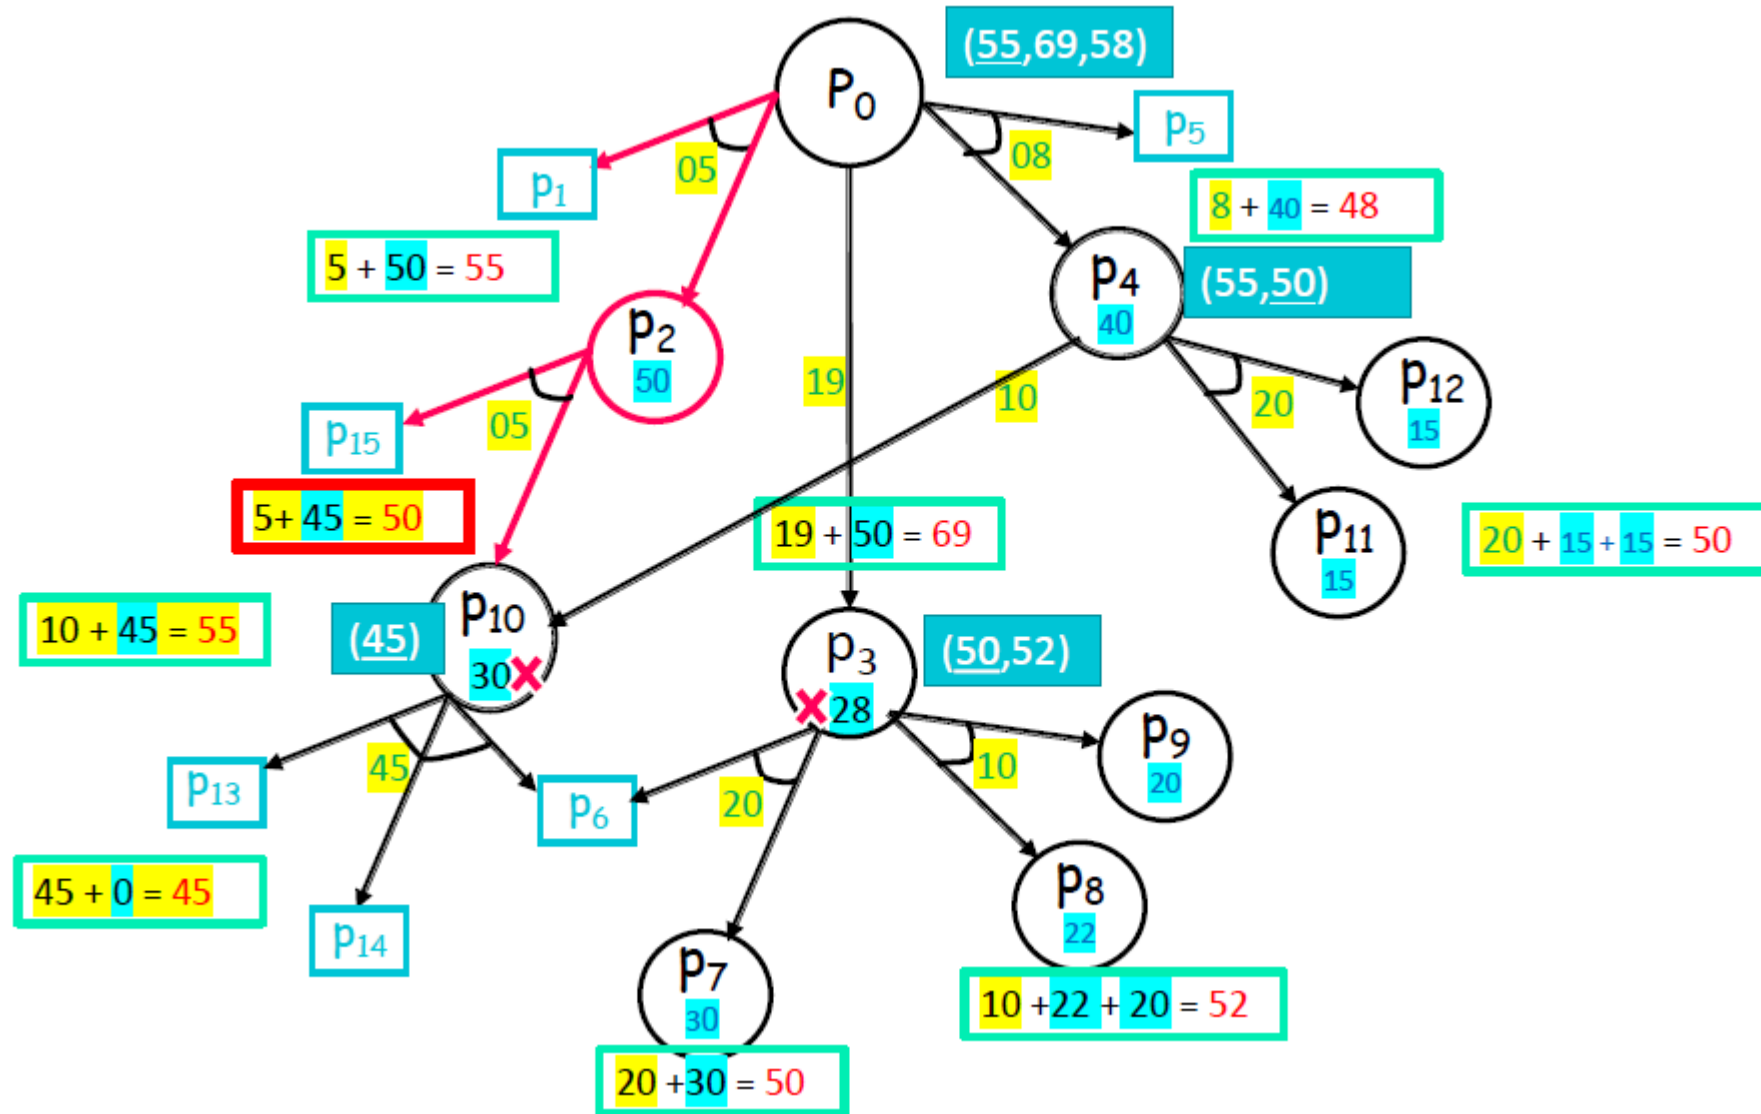 P0
(55,69,58)
p5
08
05
p1
8 + 40 = 48
5 + 50 = 55
p4
40
(55,50)
p2
50
19
10
20
p12
15
p15
05
5+ 45 = 50
19 + 50 = 69
p11
15
20 + 15 + 15 = 50
10 + 45 = 55
(45)
p10
30
p3
28
(50,52)
p13
45
p6
20
10
p9
20
45 + 0 = 45
p14
p8
22
p7
30
10 +22 + 20 = 52
20 +30 = 50